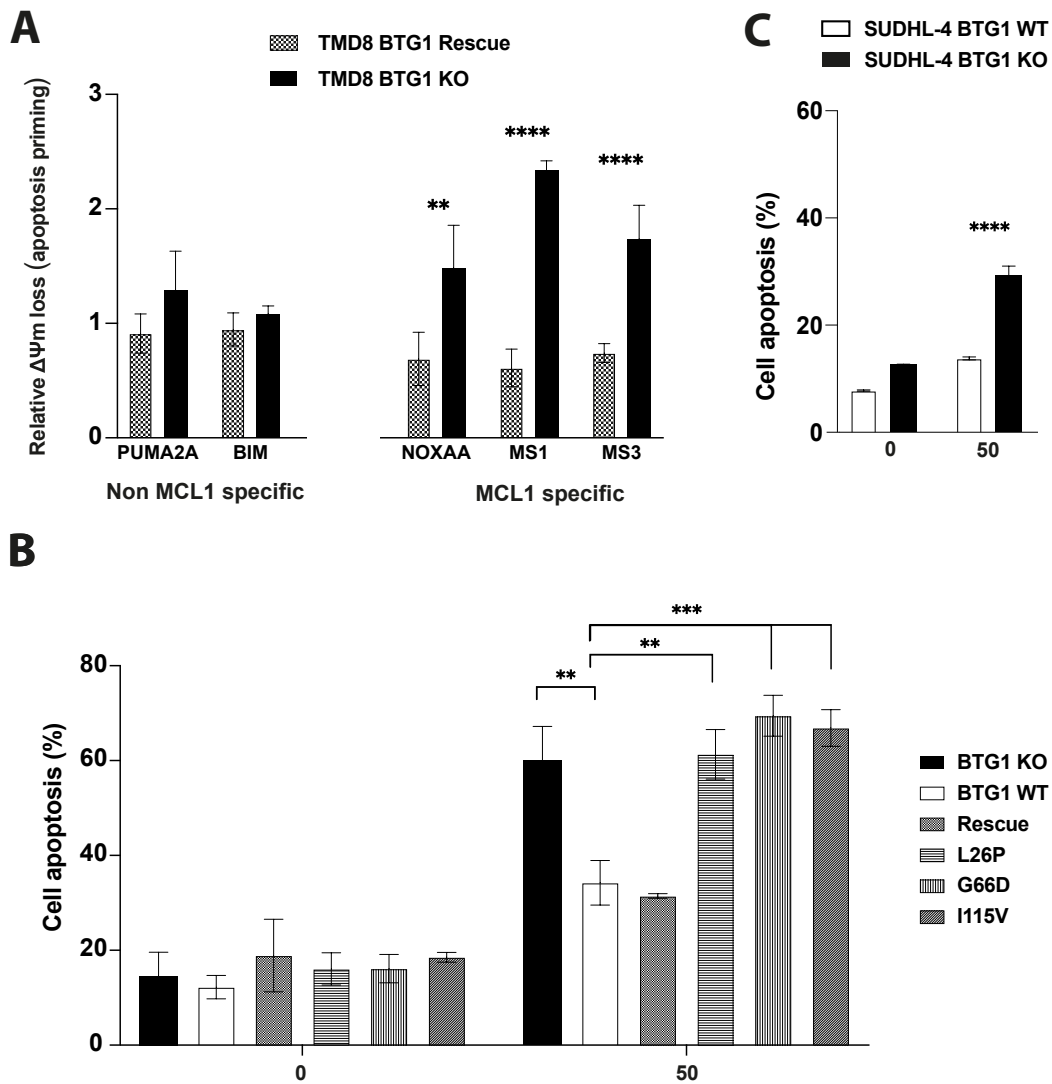 A
TMD8 BTG1 Rescue
TMD8 BTG1 KO
Relative ΔΨm loss (apoptosis priming)
3
2
1
0
**
****
****
PUMA2A BIM NOXAA MS1 MS3
Non MCL1 specific MCL1 specific
C
SUDHL-4 BTG1 WT
SUDHL-4 BTG1 KO
Cell apoptosis (%)
60
40
20
0
****
0 50
B
Cell apoptosis (%)
80
60
40
20
0
***
**
**
0 50
BTG1 KO
BTG1 WT
Rescue
L26P
G66D
I115V